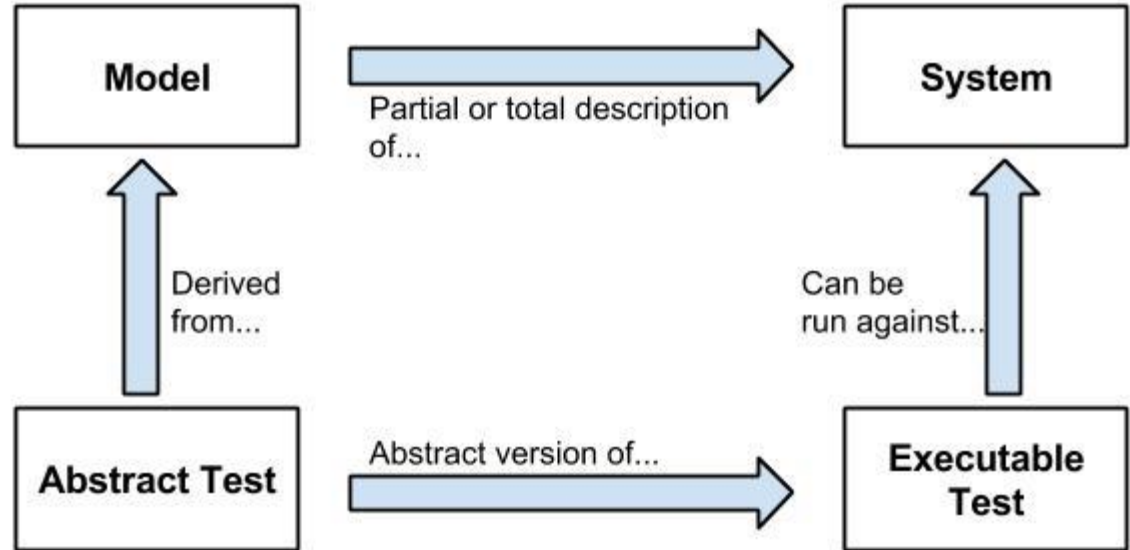 Model
System
Partial or total description
of...
Derived
from...
Can be
run against...
Abstract Test
Abstract version of...
Executable
Test